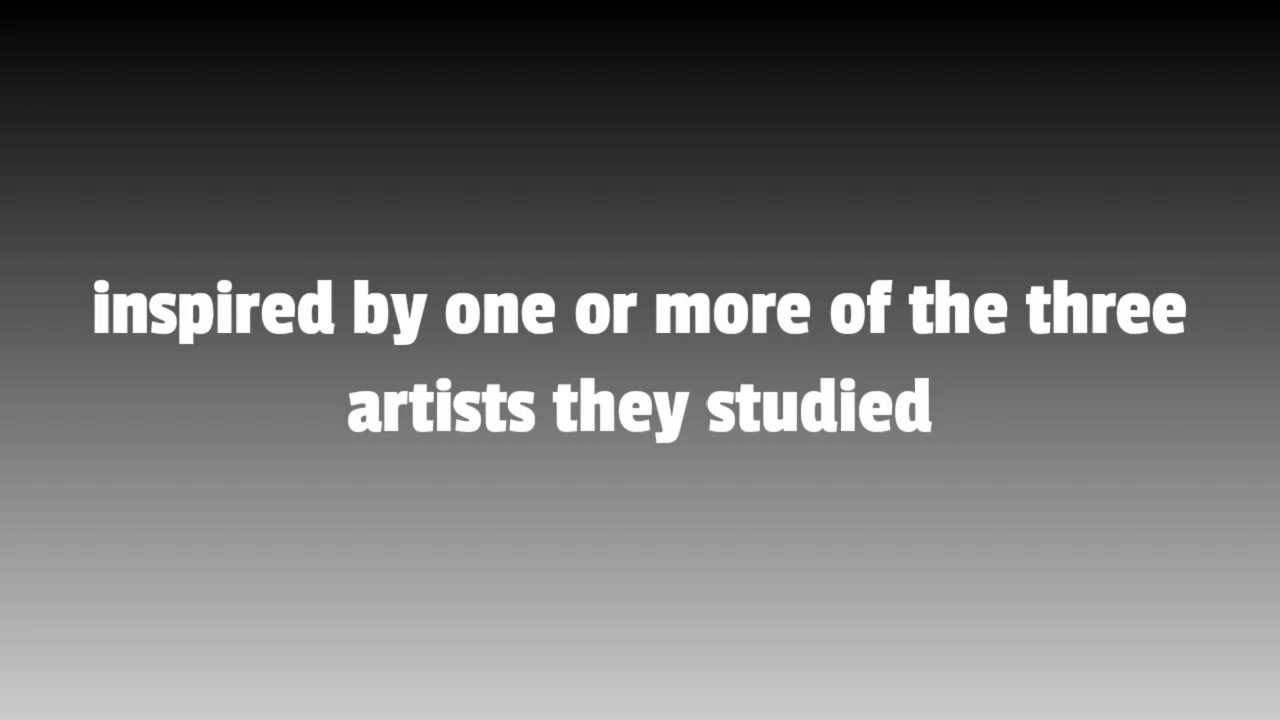 inspired by one or more of the three
artists they studied